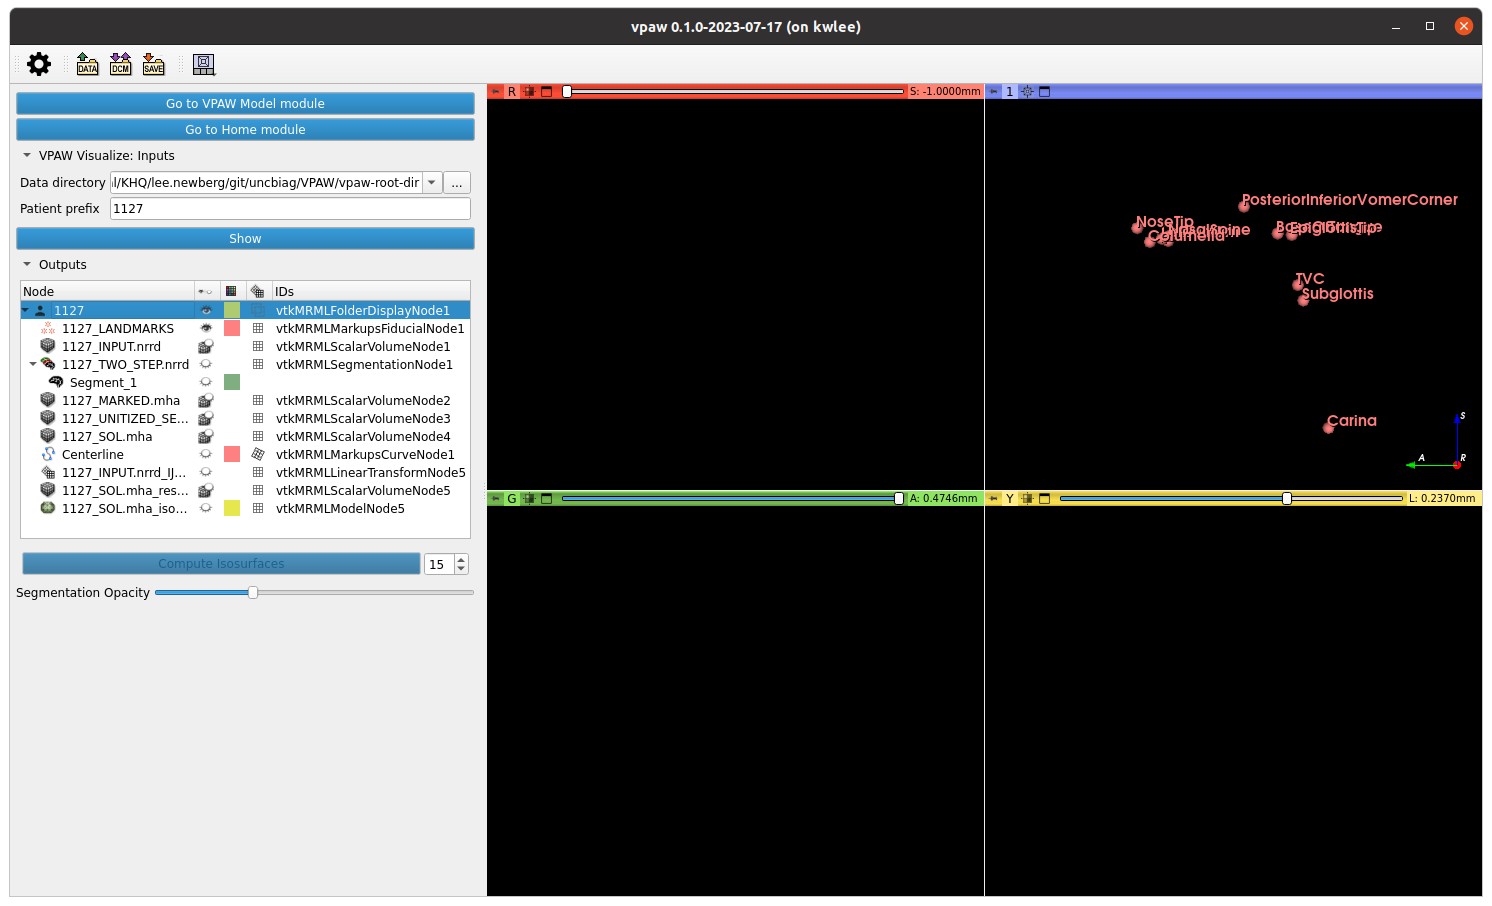 vpaw 0.1.0-2023-07-17 (on kwlee)
DATA DCM SAVE
Go to VPAW Model module
Go to Home module
VPAW Visualize: Inputs
Data directory l/KHQ/lee.newberg/git/uncbiag/VPAW/vpaw-root-dir ...
Patient prefix 1127
Show
Outputs
Node IDs
1127 vtkMRMLFolderDisplayNode1
1127_LANDMARKS vtkMRMLMarkupsFiducialNode1
1127_INPUT.nrrd vtkMRMLScalarVolumeNode1
1127_TWO_STEP.nrrd vtkMRMLSegmentationNode1
Segment_1
1127_MARKED.mha vtkMRMLScalarVolumeNode2
1127_UNITIZED_SE... vtkMRMLScalarVolumeNode3
1127_SOL.mha vtkMRMLScalarVolumeNode4
Centerline vtkMRMLMarkupsCurveNode1
1127_INPUT.nrrd_IJ... vtkMRMLLinearTransformNode5
1127_SOL.mha_res... vtkMRMLScalarVolumeNode5
1127_SOL.mha_iso... vtkMRMLModelNode5
Compute Isosurfaces 15
Segmentation Opacity
R S: -1.0000mm
1
PosteriorInferiorVomerCorner
NoseTip
Columella
NasalSpine
EpiglottisTip
TVC
Subglottis
Carina
S
A
R
G A: 0.4746mm
Y L: 0.2370mm